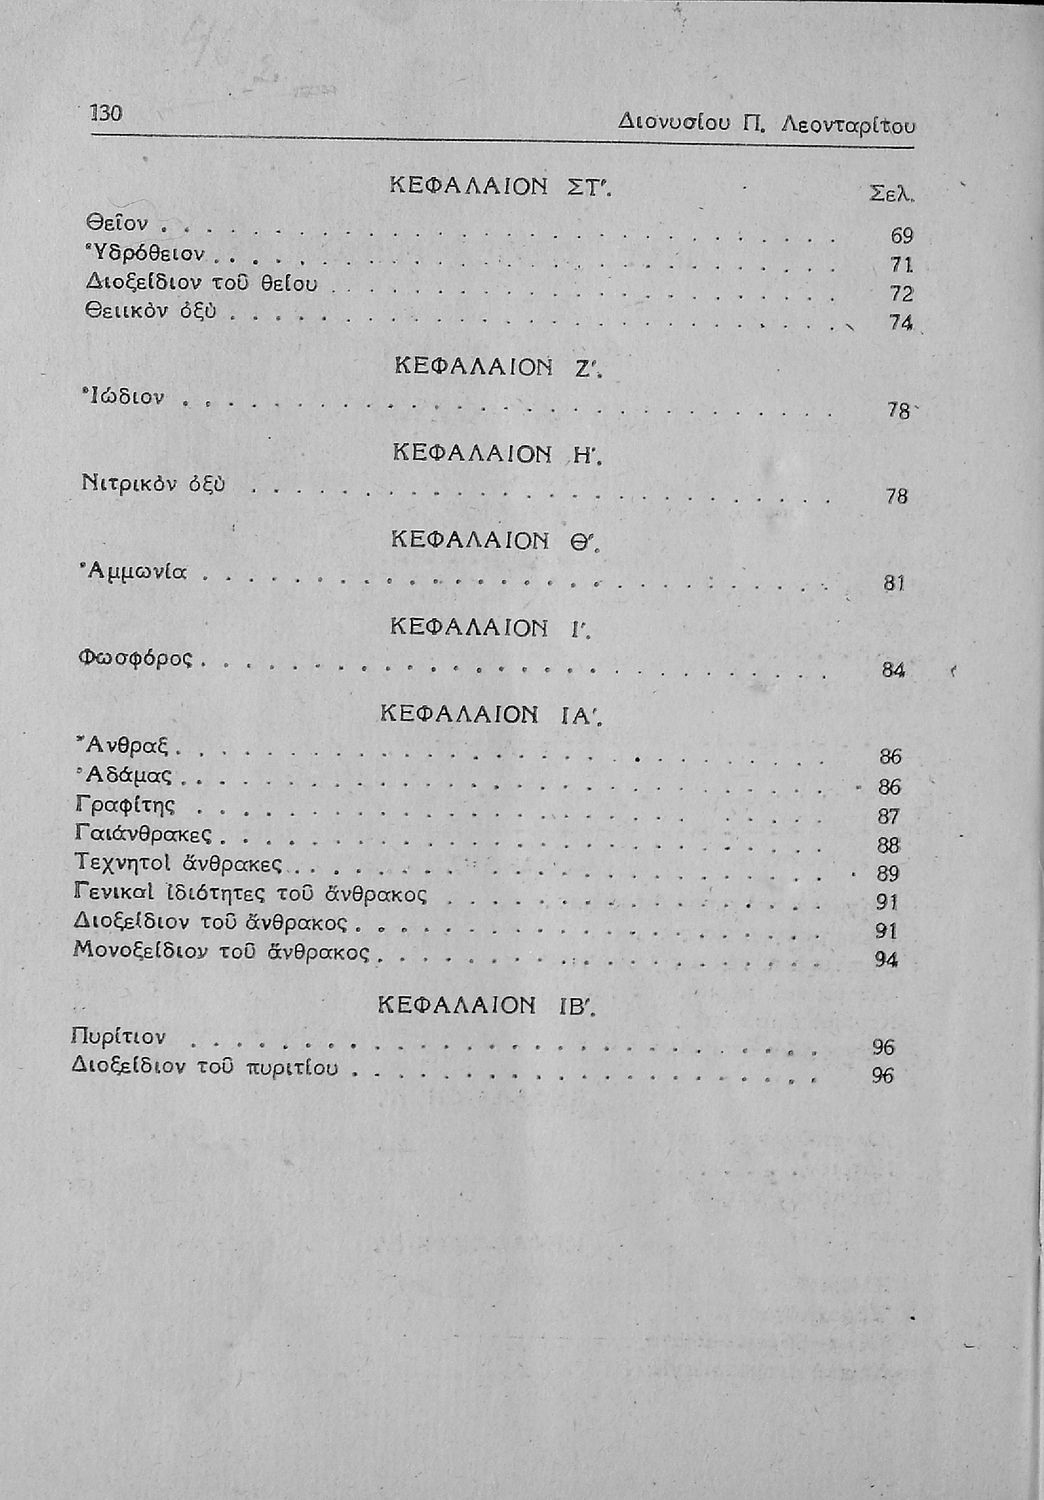 130
Διονυσίου Π. Λεονταρίτου
ΚΕΦΑΛΑΙΟΝ ΣΤ'.
Σελ.
Θεῖον . . . . . . . . . . . . . . . . . . . . 69
Ὑδρόθειον . . . . . . . . . . . . . . . . . . . . 71
Διοξείδιον τοῦ θείου . . . . . . . . . . . . . . . . . . . . 72
Θειικὸν ὀξὺ . . . . . . . . . . . . . . . . . . . . 74
ΚΕΦΑΛΑΙΟΝ Ζ'.
Ἰώδιον . . . . . . . . . . . . . . . . . . . . 78
ΚΕΦΑΛΑΙΟΝ Η'.
Νιτρικὸν ὀξὺ . . . . . . . . . . . . . . . . . . . . 78
ΚΕΦΑΛΑΙΟΝ Θ'.
Ἀμμωνία . . . . . . . . . . . . . . . . . . . . 81
ΚΕΦΑΛΑΙΟΝ Ι'.
Φωσφόρος . . . . . . . . . . . . . . . . . . . . 84
ΚΕΦΑΛΑΙΟΝ ΙΑ'.
Ἄνθραξ . . . . . . . . . . . . . . . . . . . . 86
Ἀδάμας . . . . . . . . . . . . . . . . . . . . 86
Γραφίτης . . . . . . . . . . . . . . . . . . . . 87
Γαιάνθρακες . . . . . . . . . . . . . . . . . . . . 88
Τεχνητοὶ ἄνθρακες . . . . . . . . . . . . . . . . . . . . 89
Γενικαὶ ἰδιότητες τοῦ ἄνθρακος . . . . . . . . . . . . . . . . 91
Διοξείδιον τοῦ ἄνθρακος . . . . . . . . . . . . . . . . . . . . 91
Μονοξείδιον τοῦ ἄνθρακος . . . . . . . . . . . . . . . . . . . . 94
ΚΕΦΑΛΑΙΟΝ ΙΒ'.
Πυρίτιον . . . . . . . . . . . . . . . . . . . . 96
Διοξείδιον τοῦ πυριτίου . . . . . . . . . . . . . . . . . . . . 96